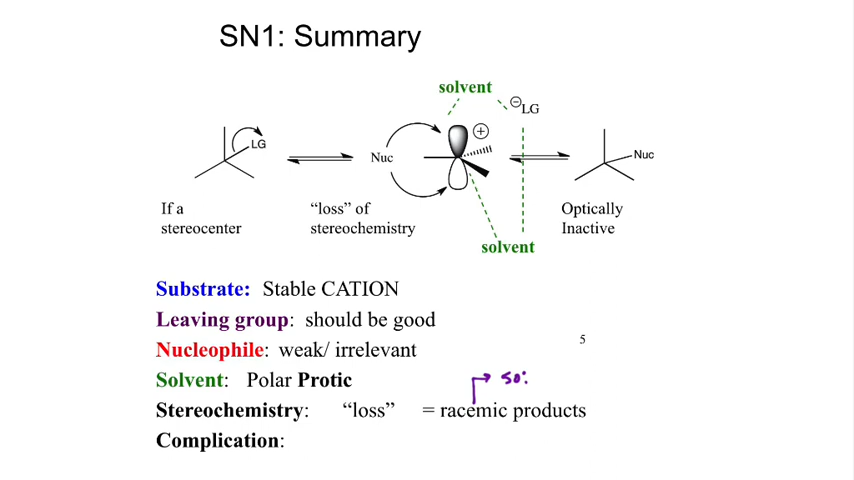 SN1: Summary
solvent
⊖LG
LG
⊕
Nuc
Nuc
If a
stereocenter
"loss" of
stereochemistry
Optically
Inactive
solvent
Substrate: Stable CATION
Leaving group: should be good
5
Nucleophile: weak/ irrelevant
Solvent: Polar Protic
50:
Stereochemistry: "loss" = racemic products
Complication: